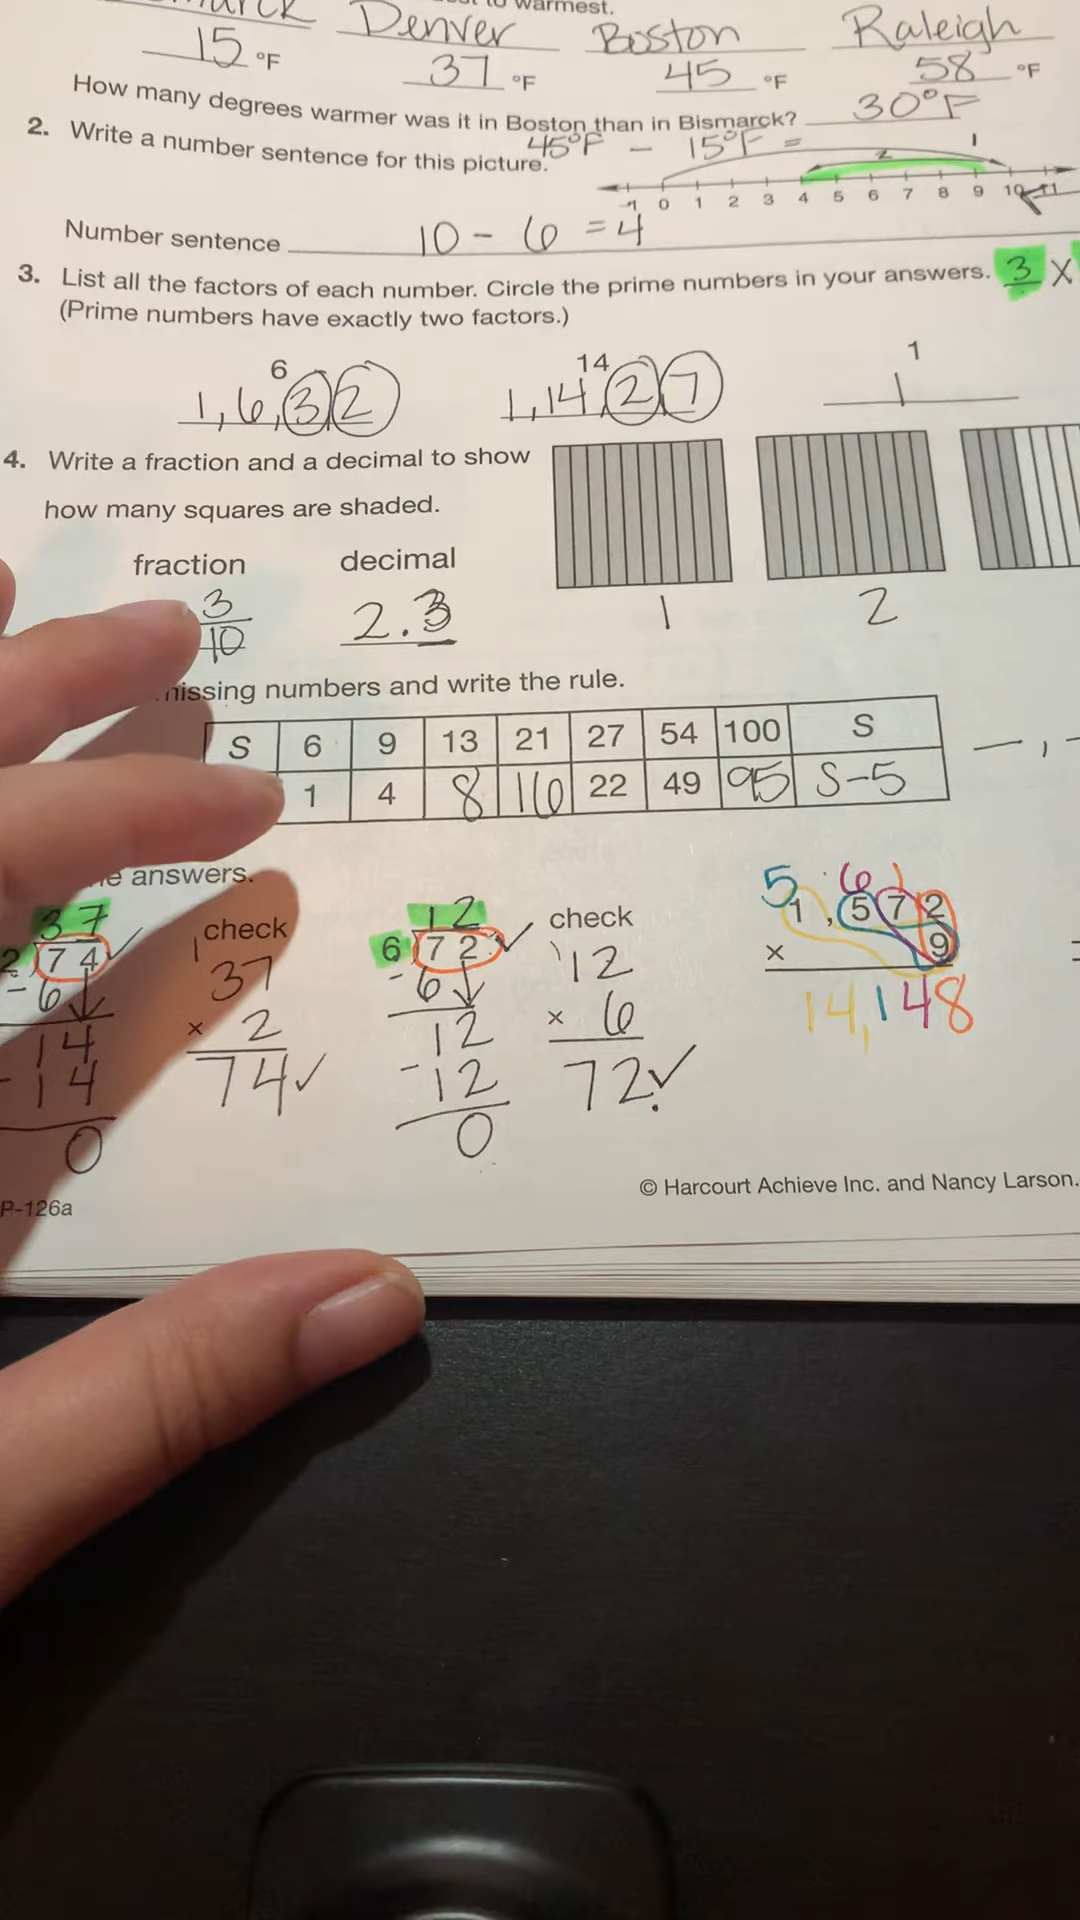 warmest.
Denver Boston Raleigh
15 °F 37 °F 45 °F 58 °F
How many degrees warmer was it in Boston than in Bismarck? 30°F
45°F - 15°F =
2. Write a number sentence for this picture.
-1 0 1 2 3 4 5 6 7 8 9 10 11
Number sentence 10 - 6 = 4
3. List all the factors of each number. Circle the prime numbers in your answers. 3 X
(Prime numbers have exactly two factors.)
6 14 1
1, 6, 3 2 1, 14, 2 7 1
4. Write a fraction and a decimal to show
how many squares are shaded.
fraction decimal
3/10 2.3 1 2
missing numbers and write the rule.
S 6 9 13 21 27 54 100 S
1 4 8 16 22 49 95 S-5
answers.
37 check 12 check 5, 6 1
2 74 ✓ 1 6 72 ✓ 1 1,572
-6 37 -6 12 x 9
14 x 2 12 x 6 14,148
-14 74 ✓ -12 72 ✓
0 0
© Harcourt Achieve Inc. and Nancy Larson.
P-126a